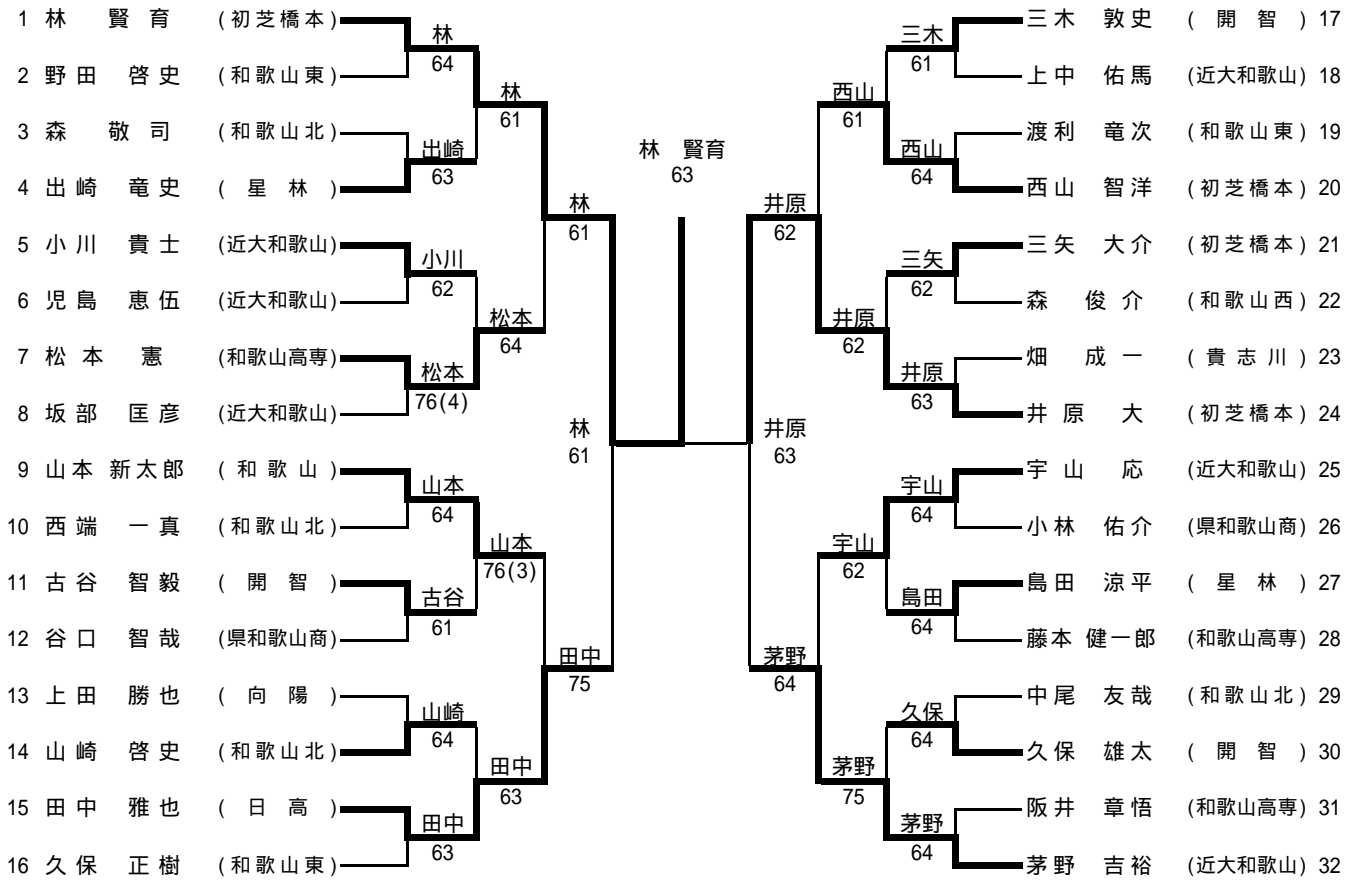 1 林 賢育 (初芝橋本)
2 野田 啓史 (和歌山東)
3 森 敬司 (和歌山北)
4 出崎 竜史 (星林)
5 小川 貴士 (近大和歌山)
6 児島 恵伍 (近大和歌山)
7 松本 憲 (和歌山高専)
8 坂部 匡彦 (近大和歌山)
9 山本 新太郎 (和歌山)
10 西端 一真 (和歌山北)
11 古谷 智毅 (開智)
12 谷口 智哉 (県和歌山商)
13 上田 勝也 (向陽)
14 山崎 啓史 (和歌山北)
15 田中 雅也 (日高)
16 久保 正樹 (和歌山東)
林
64
出崎
63
小川
62
松本
76(4)
山本
64
古谷
61
山崎
64
田中
63
林
61
松本
64
山本
76(3)
田中
63
林
61
田中
75
林
61
林 賢育
63
井原
63
井原
62
茅野
64
西山
61
井原
62
宇山
62
茅野
75
三木
61
西山
64
三矢
62
井原
63
宇山
64
島田
64
久保
64
茅野
64
三木 敦史 (開智) 17
上中 佑馬 (近大和歌山) 18
渡利 竜次 (和歌山東) 19
西山 智洋 (初芝橋本) 20
三矢 大介 (初芝橋本) 21
森 俊介 (和歌山西) 22
畑 成一 (貴志川) 23
井原 大 (初芝橋本) 24
宇山 応 (近大和歌山) 25
小林 佑介 (県和歌山商) 26
島田 涼平 (星林) 27
藤本 健一郎 (和歌山高専) 28
中尾 友哉 (和歌山北) 29
久保 雄太 (開智) 30
阪井 章悟 (和歌山高専) 31
茅野 吉裕 (近大和歌山) 32